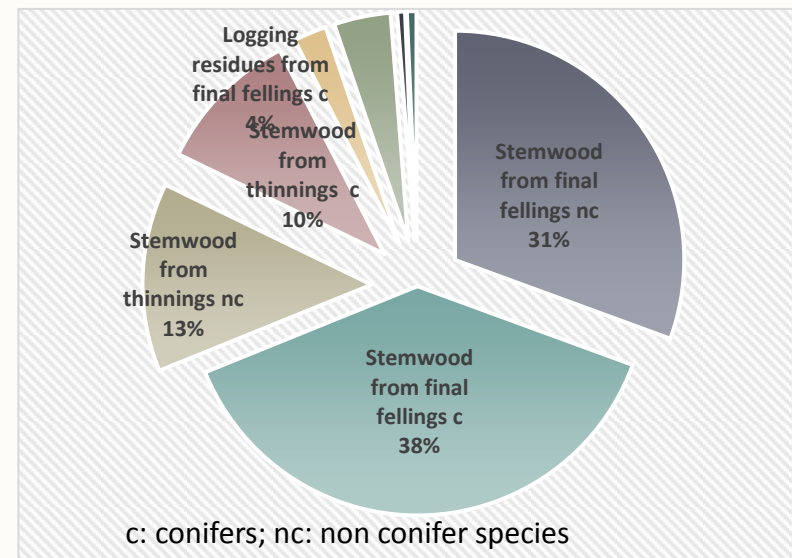 Logging
residues from
final fellings c
4%
Stemwood
from
thinnings c
10%
Stemwood
from final
fellings nc
31%
Stemwood
from
thinnings nc
13%
Stemwood
from final
fellings c
38%
c: conifers; nc: non conifer species